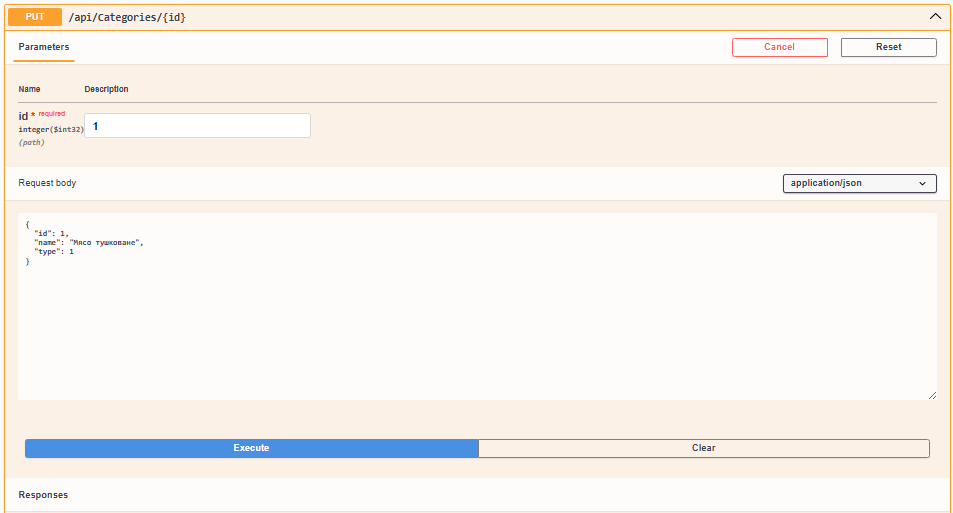 PUT /api/Categories/{id}
Parameters Cancel Reset
Name Description
id * required
integer($int32) 1
(path)
Request body application/json
{
"id": 1,
"name": "Мясо тушковане",
"type": 1
}
Execute Clear
Responses